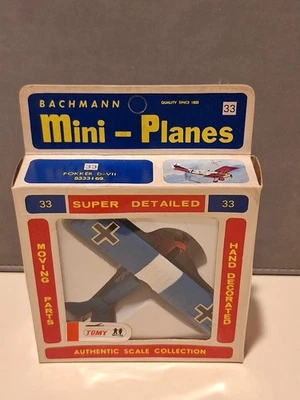 BACHMANN QUALITY SINCE 1833 33
Mini - Planes
33
FOKKER D-VII
8333169
33 SUPER DETAILED 33
MOVING PARTS
HAND DECORATED
TOMY
AUTHENTIC SCALE COLLECTION